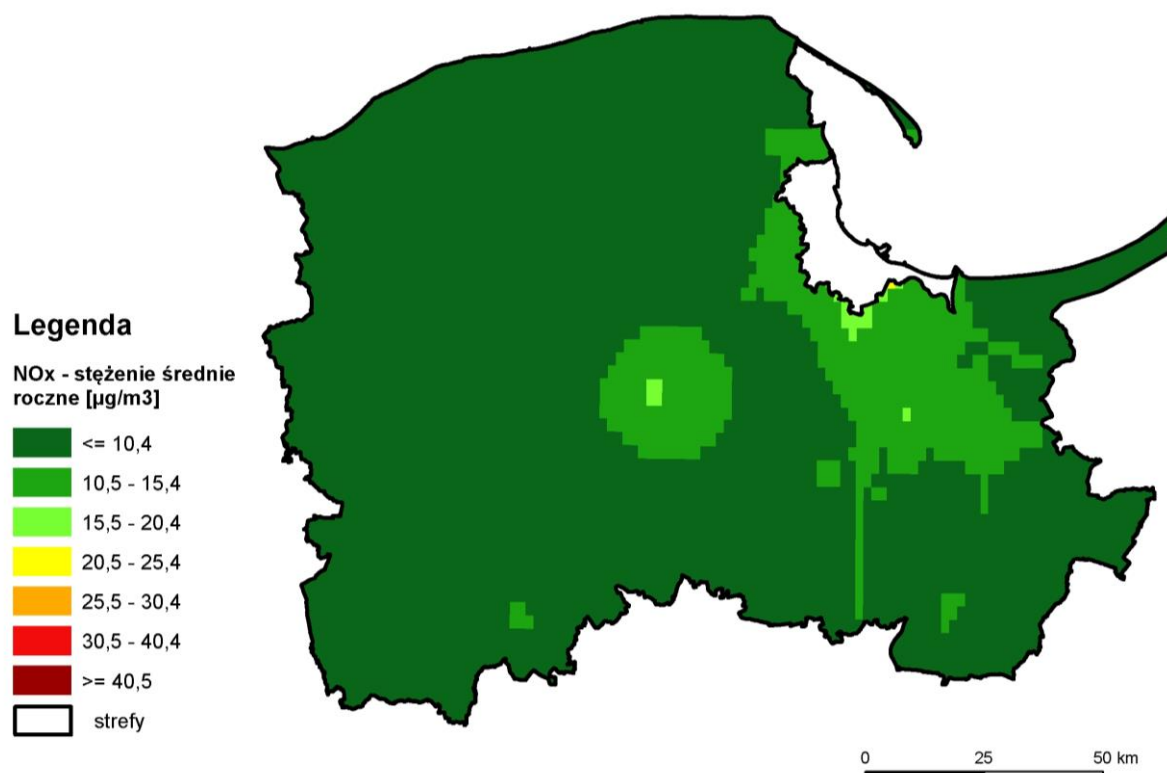 Legenda
NOx - stężenie średnie
roczne [µg/m3]
<= 10,4
10,5 - 15,4
15,5 - 20,4
20,5 - 25,4
25,5 - 30,4
30,5 - 40,4
>= 40,5
strefy
0 25 50 km